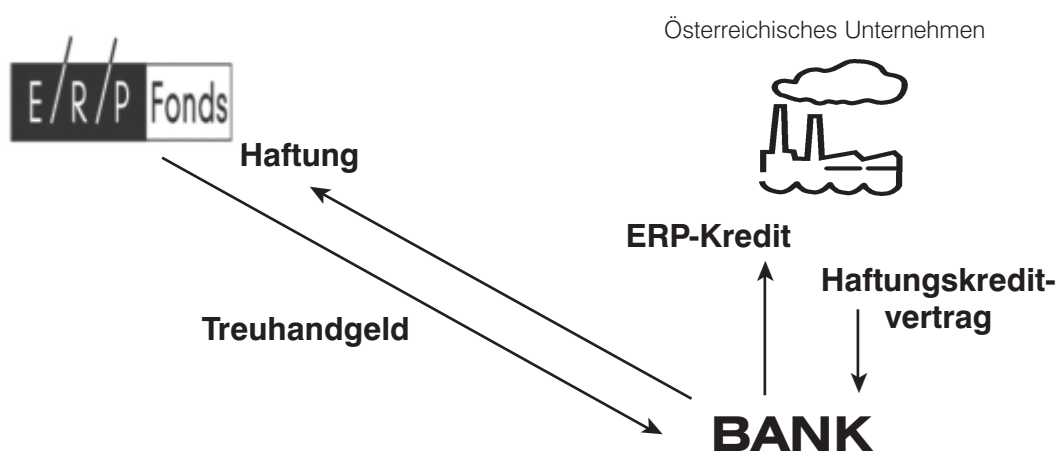 Österreichisches Unternehmen
E/R/P Fonds
Haftung
ERP-Kredit
Haftungskredit-
vertrag
Treuhandgeld
BANK